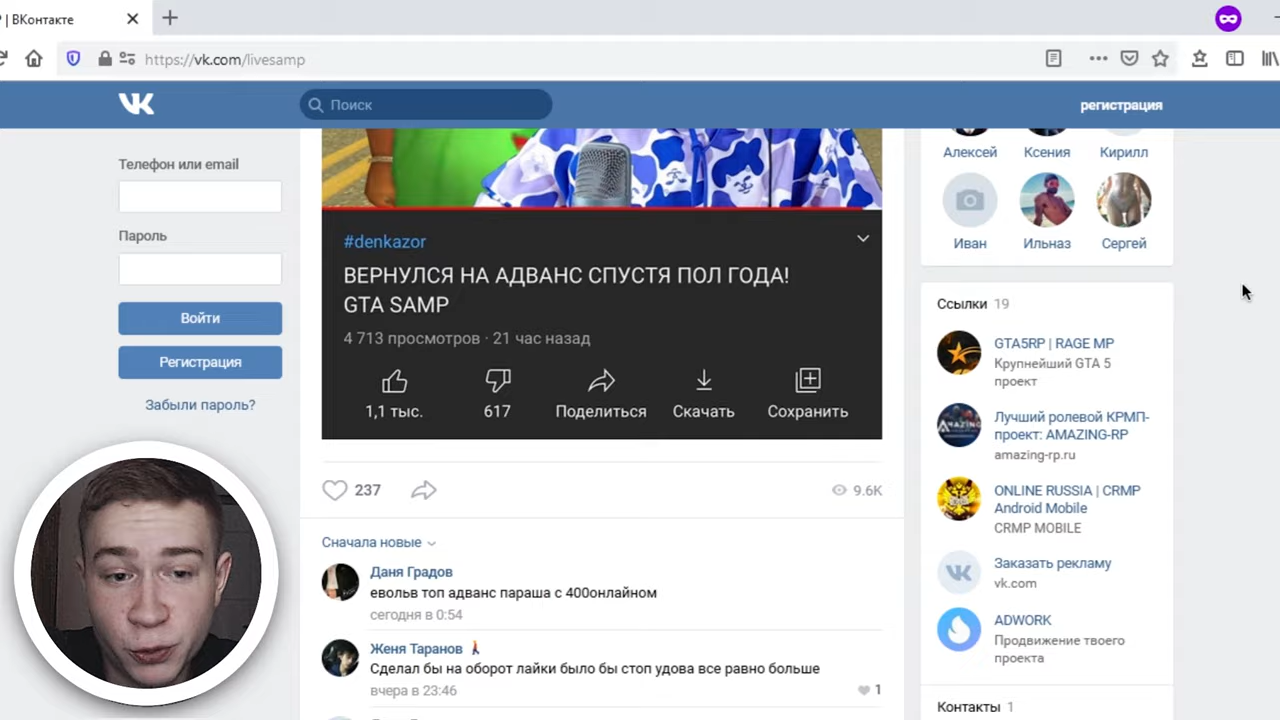 | ВКонтакте
https://vk.com/livesamp
Поиск
регистрация
Телефон или email
Пароль
Войти
Регистрация
Забыли пароль?
#denkazor
ВЕРНУЛСЯ НА АДВАНС СПУСТЯ ПОЛ ГОДА!
GTA SAMP
4 713 просмотров · 21 час назад
1,1 тыс.
617
Поделиться
Скачать
Сохранить
237
9.6K
Сначала новые
Даня Градов
евольв топ адванс параша с 400онлайном
сегодня в 0:54
Женя Таранов
Сделал бы на оборот лайки было бы стоп удова все равно больше
вчера в 23:46
1
Алексей
Ксения
Кирилл
Иван
Ильназ
Сергей
Ссылки 19
GTA5RP | RAGE MP
Крупнейший GTA 5
проект
AMAZING
Лучший ролевой КРМП-
проект: AMAZING-RP
amazing-rp.ru
ONLINE RUSSIA | CRMP
Android Mobile
CRMP MOBILE
Заказать рекламу
vk.com
ADWORK
Продвижение твоего
проекта
Контакты 1